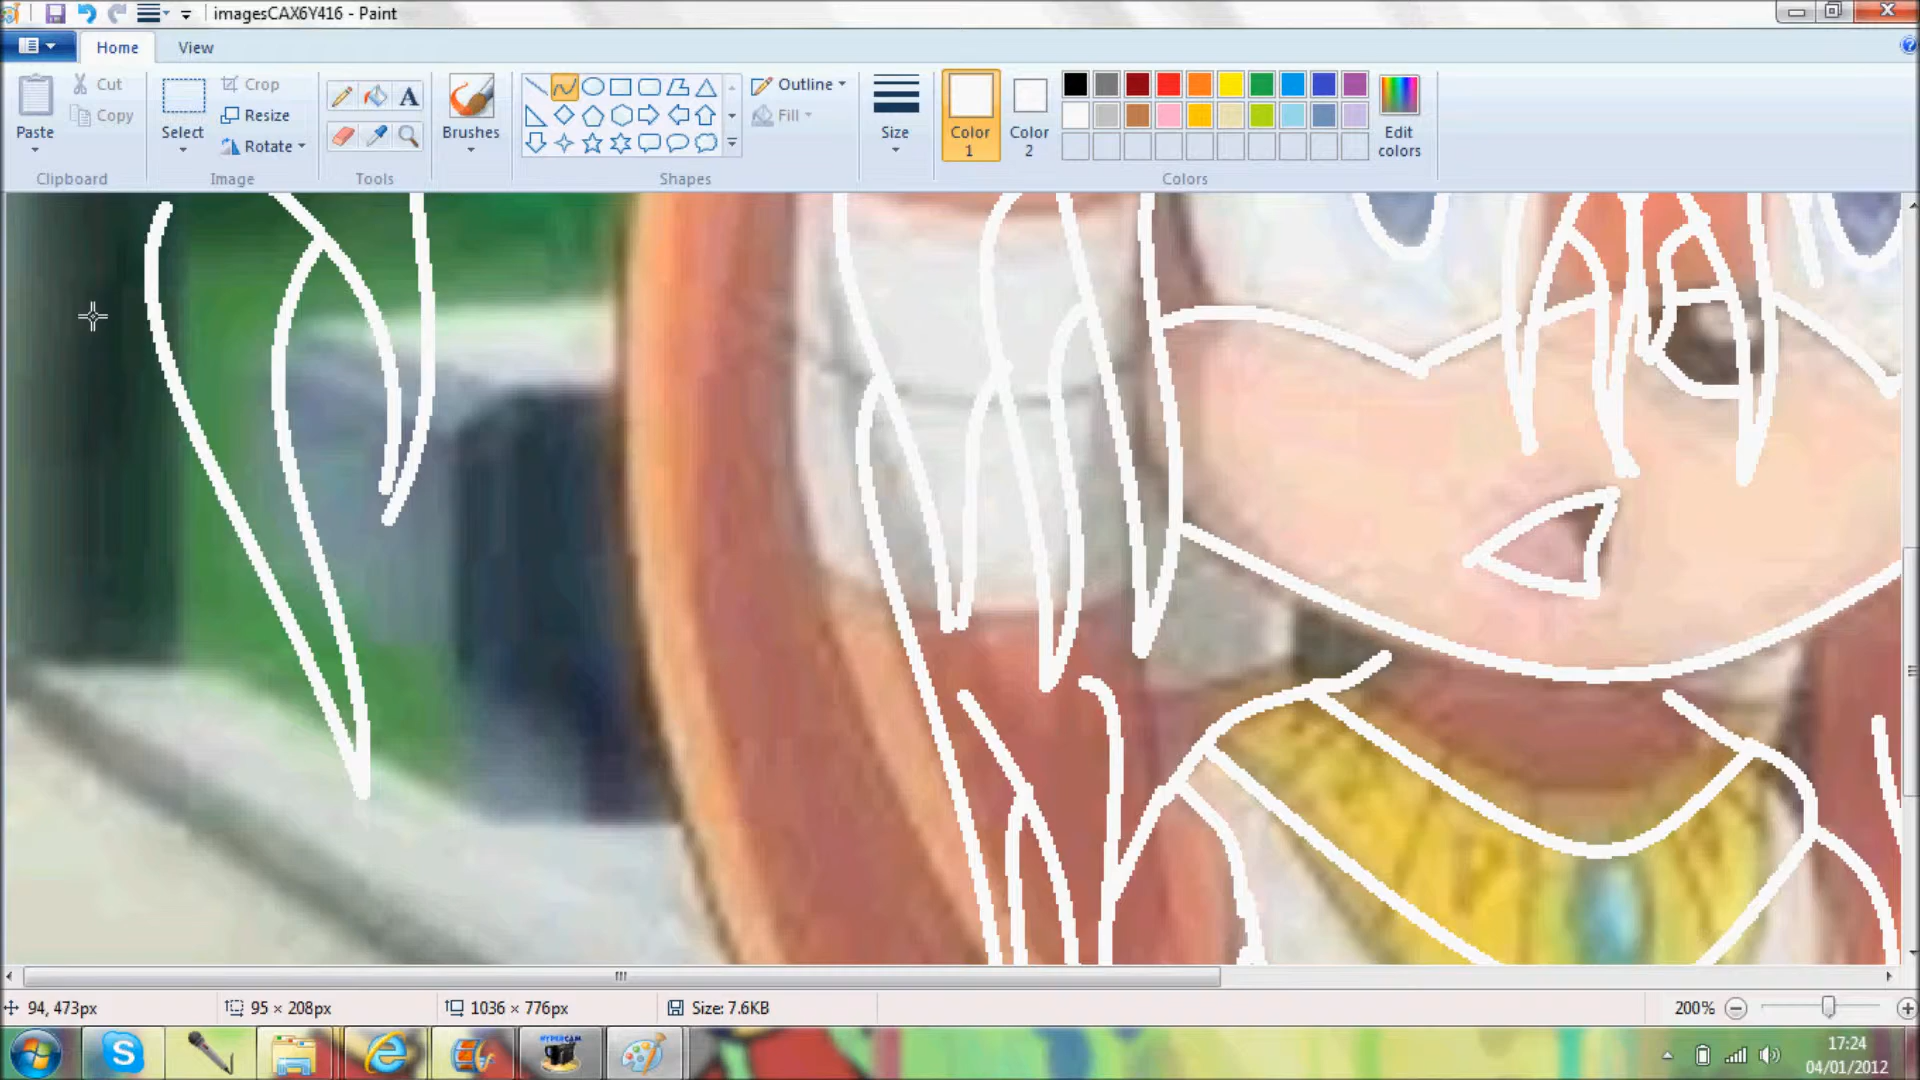 imagesCAX6Y416 - Paint
Home
View
Paste
Cut
Copy
Clipboard
Select
Crop
Resize
Rotate
Image
A
Tools
Brushes
Outline
Fill
Shapes
Size
Color
1
Color
2
Edit
colors
Colors
94, 473px
95 × 208px
1036 × 776px
Size: 7.6KB
200%
HYPERCAM
17:24
04/01/2012